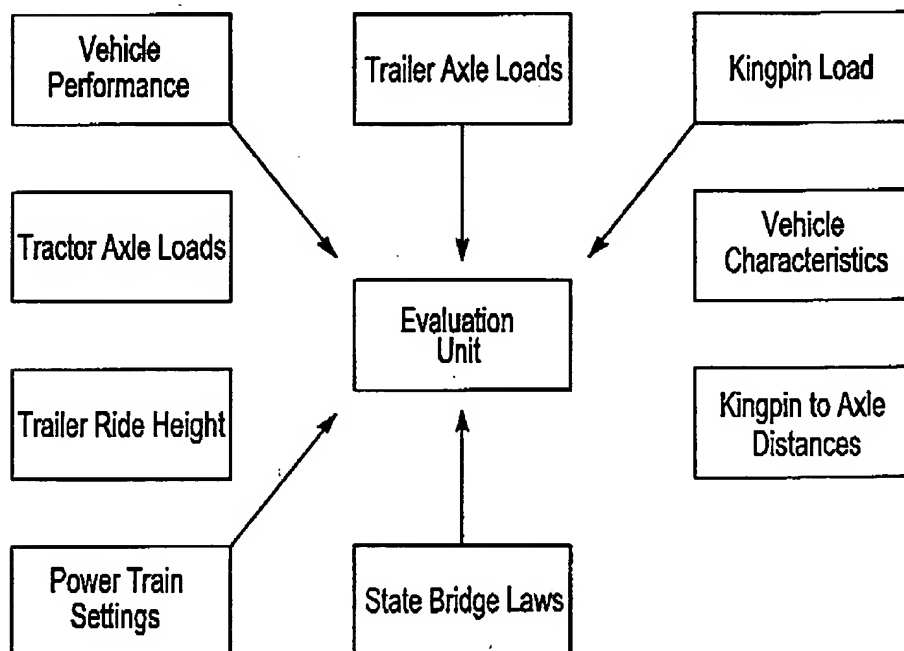 Vehicle
Performance
Trailer Axle Loads
Kingpin Load
Tractor Axle Loads
Vehicle
Characteristics
Evaluation
Unit
Trailer Ride Height
Kingpin to Axle
Distances
Power Train
Settings
State Bridge Laws